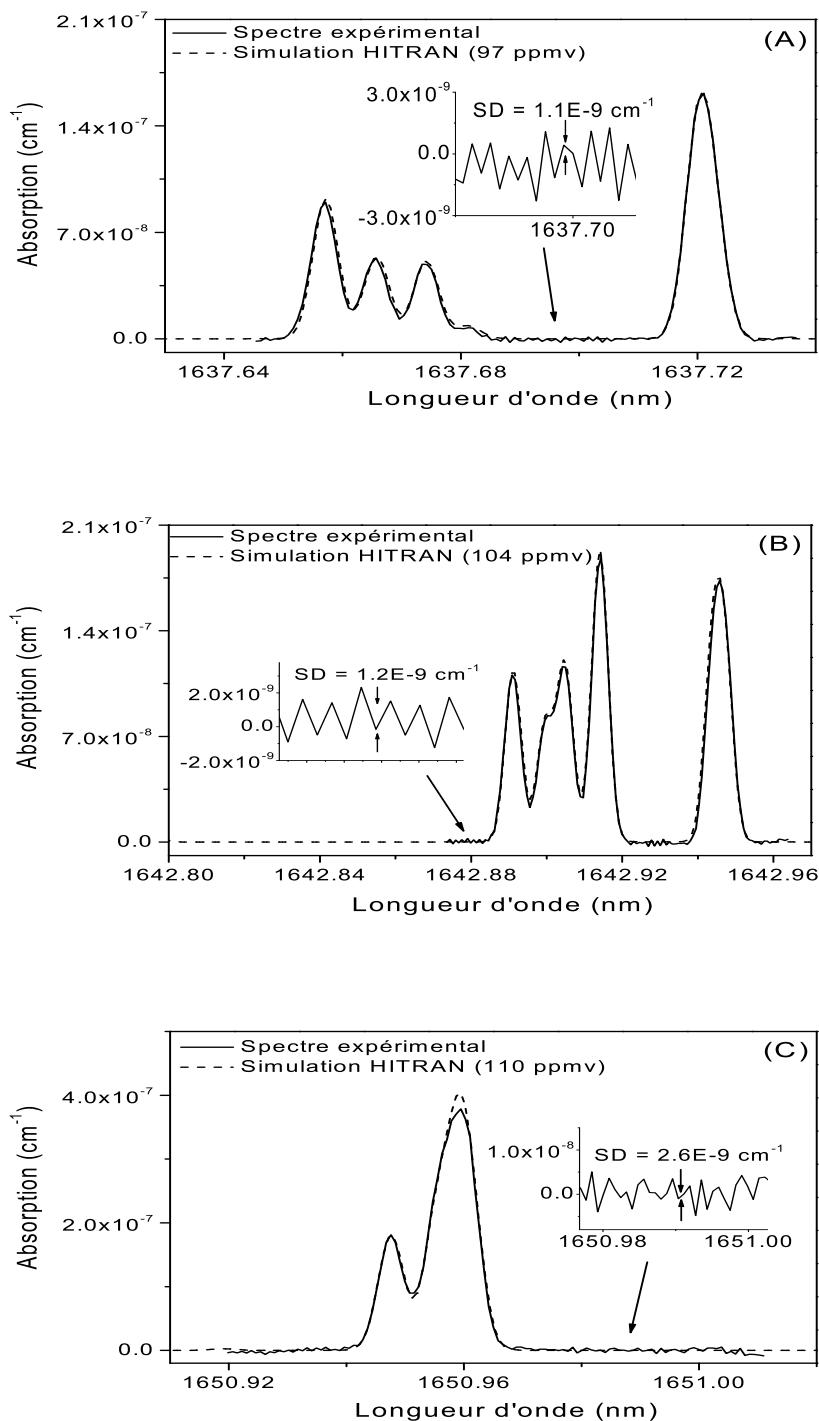 2.1x10-7
Spectre expérimental
(A)
Simulation HITRAN (97 ppmv)
3.0x10-9
SD = 1.1E-9 cm-1
1.4x10-7
0.0
-3.0x10-9
1637.70
7.0x10-8
0.0
Absorption (cm-1)
1637.64
1637.68
1637.72
Longueur d'onde (nm)
2.1x10-7
Spectre expérimental
(B)
Simulation HITRAN (104 ppmv)
1.4x10-7
SD = 1.2E-9 cm-1
2.0x10-9
0.0
-2.0x10-9
7.0x10-8
0.0
Absorption (cm-1)
1642.80
1642.84
1642.88
1642.92
1642.96
Longueur d'onde (nm)
Spectre expérimental
(C)
Simulation HITRAN (110 ppmv)
4.0x10-7
1.0x10-8
SD = 2.6E-9 cm-1
0.0
1650.98
1651.00
2.0x10-7
0.0
Absorption (cm-1)
1650.92
1650.96
1651.00
Longueur d'onde (nm)